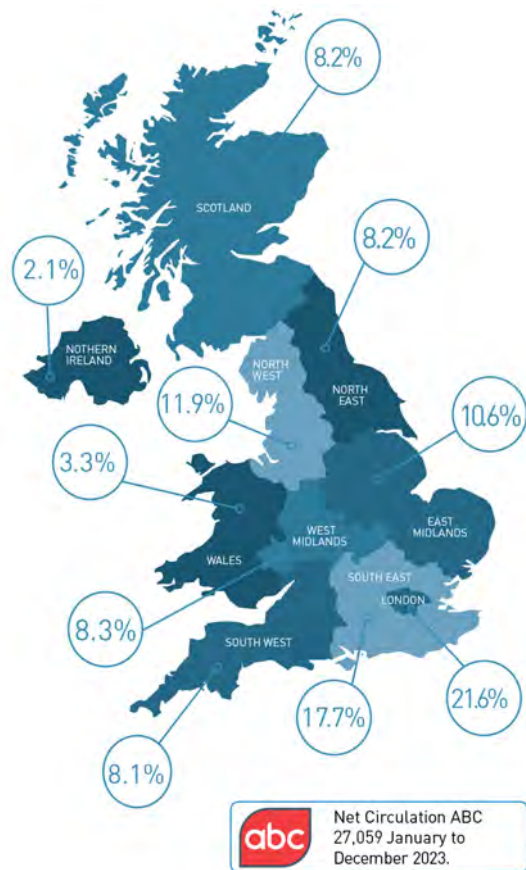 8.2%
SCOTLAND
8.2%
2.1%
NOTHERN
IRELAND
NORTH
WEST
NORTH
EAST
11.9%
10.6%
3.3%
EAST
MIDLANDS
WEST
MIDLANDS
WALES
SOUTH EAST
LONDON
8.3%
SOUTH WEST
17.7%
21.6%
8.1%
abc
Net Circulation ABC
27,059 January to
December 2023.